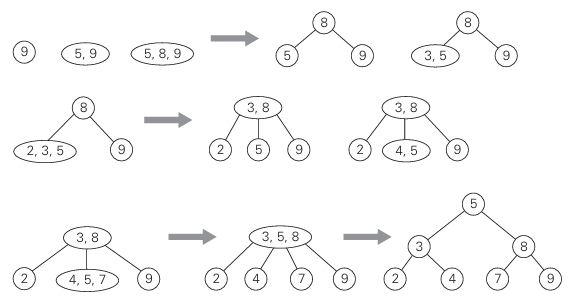 8 8
9 5, 9 5, 8, 9 5 9 3, 5 9
8 3, 8 3, 8
2, 3, 5 9 2 5 9 2 4, 5 9
5
3, 8 3, 5, 8 3 8
2 4, 5, 7 9 2 4 7 9 2 4 7 9